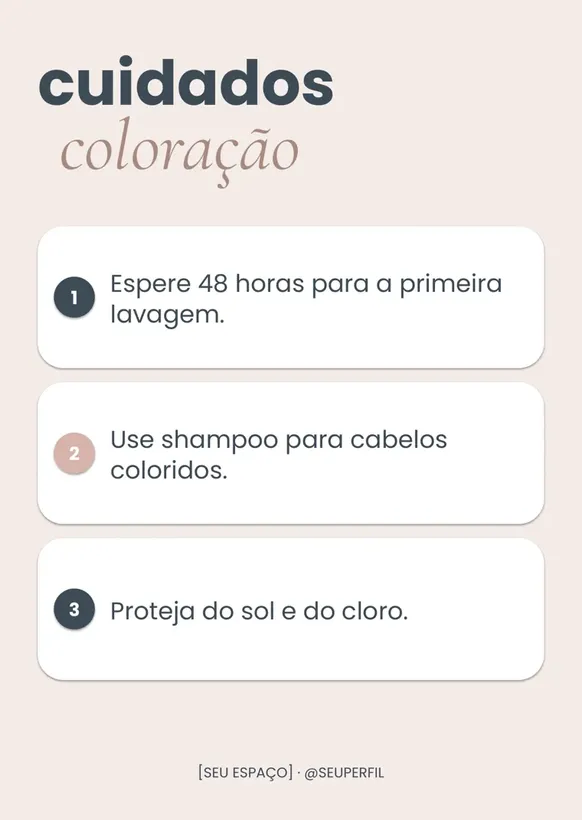 cuidados
coloração
1
Espere 48 horas para a primeira
lavagem.
2
Use shampoo para cabelos
coloridos.
3
Proteja do sol e do cloro.
[SEU ESPAÇO] · @SEUPERFIL